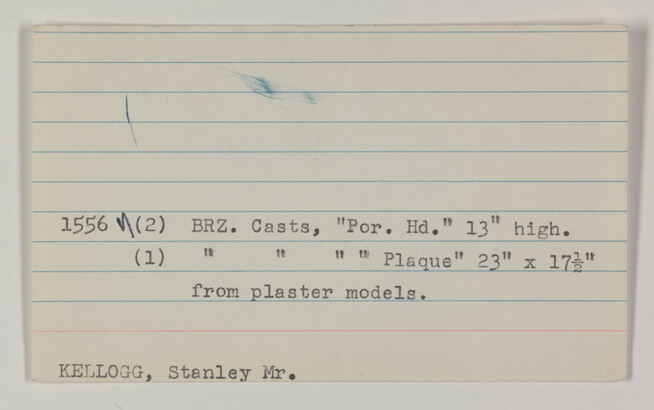 1556 (2) BRZ. Casts, "Por. Hd." 13" high.
(1) " " " " Plaque" 23" x 17½"
from plaster models.
KELLOGG, Stanley Mr.